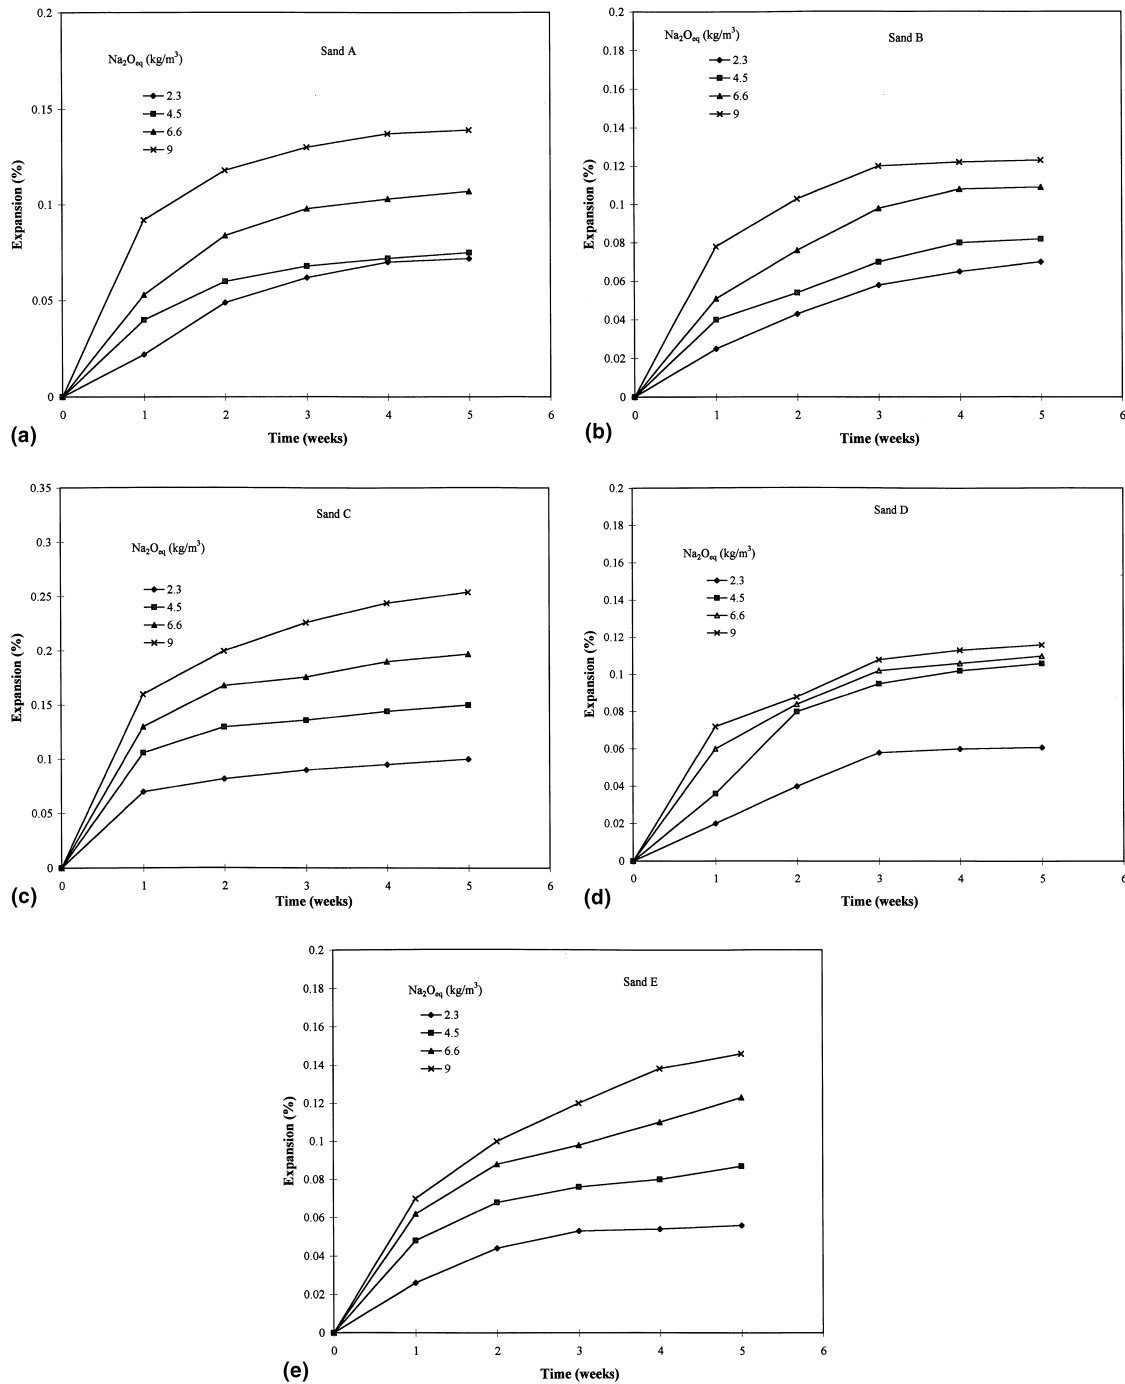 0.2
0.15
0.1
0.05
0
0 1 2 3 4 5 6
Expansion (%)
Time (weeks)
Sand A
Na₂Oeq (kg/m³)
2.3
4.5
6.6
9
(a)
0.2
0.18
0.16
0.14
0.12
0.1
0.08
0.06
0.04
0.02
0
0 1 2 3 4 5 6
Expansion (%)
Time (weeks)
Sand B
Na₂Oeq (kg/m³)
2.3
4.5
6.6
9
(b)
0.35
0.3
0.25
0.2
0.15
0.1
0.05
0
0 1 2 3 4 5 6
Expansion (%)
Time (weeks)
Sand C
Na₂Oeq (kg/m³)
2.3
4.5
6.6
9
(c)
0.2
0.18
0.16
0.14
0.12
0.1
0.08
0.06
0.04
0.02
0
0 1 2 3 4 5 6
Expansion (%)
Time (weeks)
Sand D
Na₂Oeq (kg/m³)
2.3
4.5
6.6
9
(d)
0.2
0.18
0.16
0.14
0.12
0.1
0.08
0.06
0.04
0.02
0
0 1 2 3 4 5 6
Expansion (%)
Time (weeks)
Sand E
Na₂Oeq (kg/m³)
2.3
4.5
6.6
9
(e)